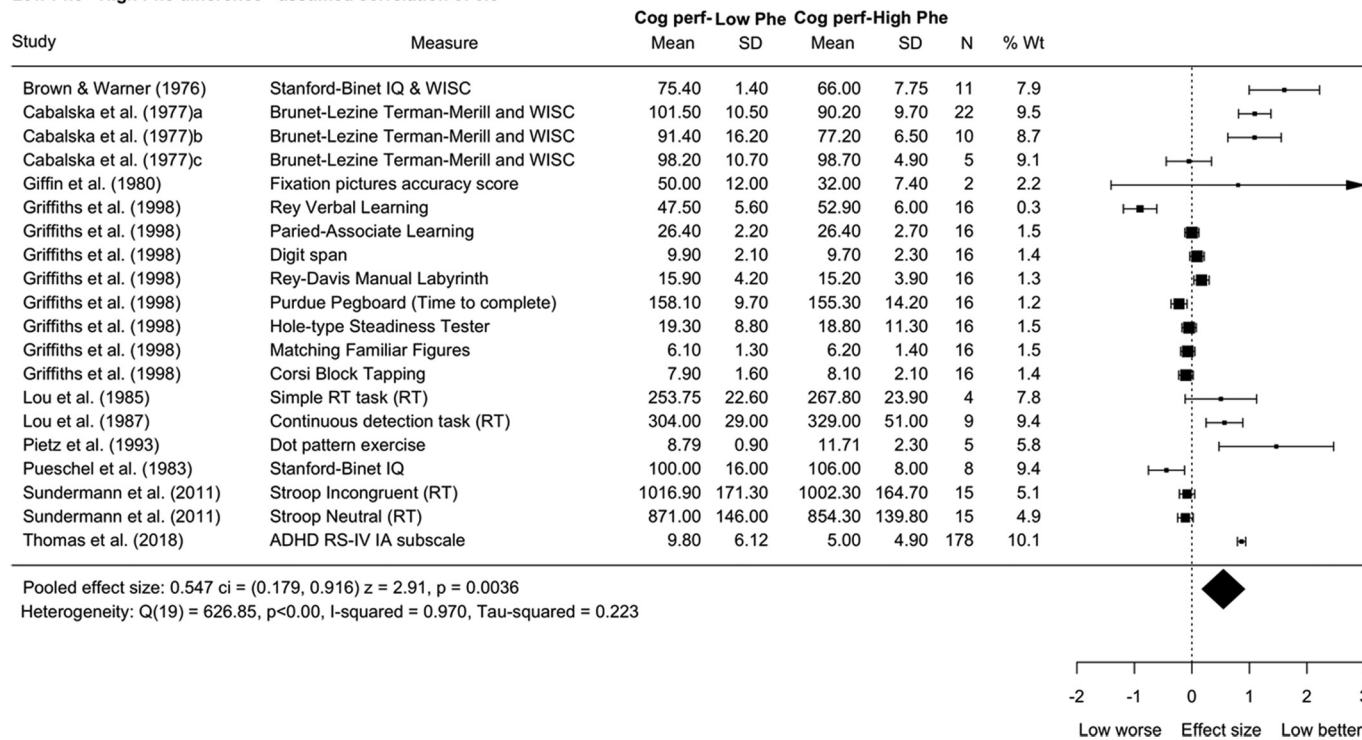 Cog perf-Low Phe Cog perf-High Phe
Study Measure Mean SD Mean SD N % Wt
Brown & Warner (1976) Stanford-Binet IQ & WISC 75.40 1.40 66.00 7.75 11 7.9
Cabalska et al. (1977)a Brunet-Lezine Terman-Merill and WISC 101.50 10.50 90.20 9.70 22 9.5
Cabalska et al. (1977)b Brunet-Lezine Terman-Merill and WISC 91.40 16.20 77.20 6.50 10 8.7
Cabalska et al. (1977)c Brunet-Lezine Terman-Merill and WISC 98.20 10.70 98.70 4.90 5 9.1
Giffin et al. (1980) Fixation pictures accuracy score 50.00 12.00 32.00 7.40 2 2.2
Griffiths et al. (1998) Rey Verbal Learning 47.50 5.60 52.90 6.00 16 0.3
Griffiths et al. (1998) Paried-Associate Learning 26.40 2.20 26.40 2.70 16 1.5
Griffiths et al. (1998) Digit span 9.90 2.10 9.70 2.30 16 1.4
Griffiths et al. (1998) Rey-Davis Manual Labyrinth 15.90 4.20 15.20 3.90 16 1.3
Griffiths et al. (1998) Purdue Pegboard (Time to complete) 158.10 9.70 155.30 14.20 16 1.2
Griffiths et al. (1998) Hole-type Steadiness Tester 19.30 8.80 18.80 11.30 16 1.5
Griffiths et al. (1998) Matching Familiar Figures 6.10 1.30 6.20 1.40 16 1.5
Griffiths et al. (1998) Corsi Block Tapping 7.90 1.60 8.10 2.10 16 1.4
Lou et al. (1985) Simple RT task (RT) 253.75 22.60 267.80 23.90 4 7.8
Lou et al. (1987) Continuous detection task (RT) 304.00 29.00 329.00 51.00 9 9.4
Pietz et al. (1993) Dot pattern exercise 8.79 0.90 11.71 2.30 5 5.8
Pueschel et al. (1983) Stanford-Binet IQ 100.00 16.00 106.00 8.00 8 9.4
Sundermann et al. (2011) Stroop Incongruent (RT) 1016.90 171.30 1002.30 164.70 15 5.1
Sundermann et al. (2011) Stroop Neutral (RT) 871.00 146.00 854.30 139.80 15 4.9
Thomas et al. (2018) ADHD RS-IV IA subscale 9.80 6.12 5.00 4.90 178 10.1
Pooled effect size: 0.547 ci = (0.179, 0.916) z = 2.91, p = 0.0036
Heterogeneity: Q(19) = 626.85, p<0.00, I-squared = 0.970, Tau-squared = 0.223
-2 -1 0 1 2 3
Low worse Effect size Low better